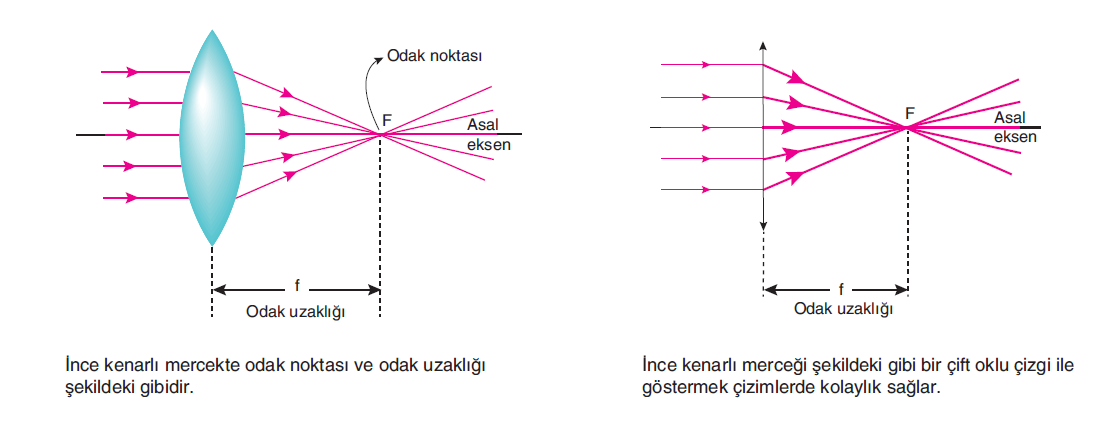 Odak noktası
F
Asal
eksen
f
Odak uzaklığı
İnce kenarlı mercekte odak noktası ve odak uzaklığı
şekildeki gibidir.
F
Asal
eksen
f
Odak uzaklığı
İnce kenarlı merceği şekildeki gibi bir çift oklu çizgi ile
göstermek çizimlerde kolaylık sağlar.